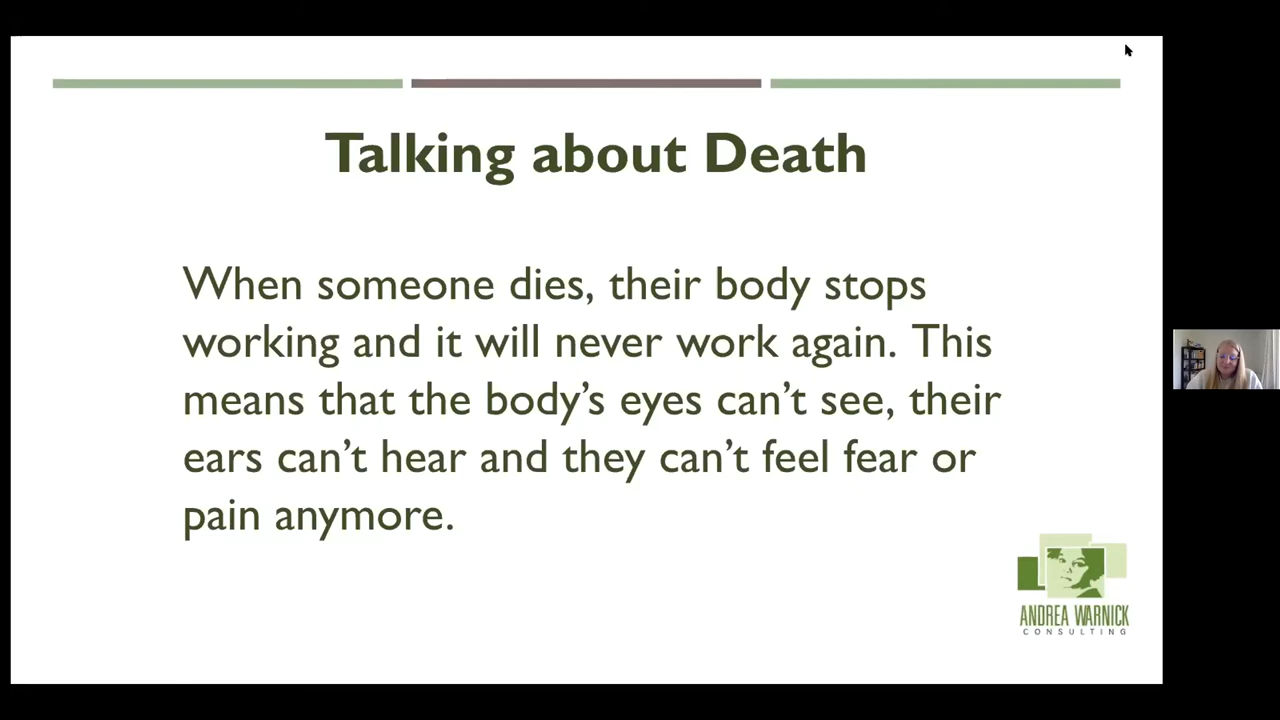 Talking about Death
When someone dies, their body stops
working and it will never work again. This
means that the body’s eyes can’t see, their
ears can’t hear and they can’t feel fear or
pain anymore.
ANDREA WARNICK
CONSULTING